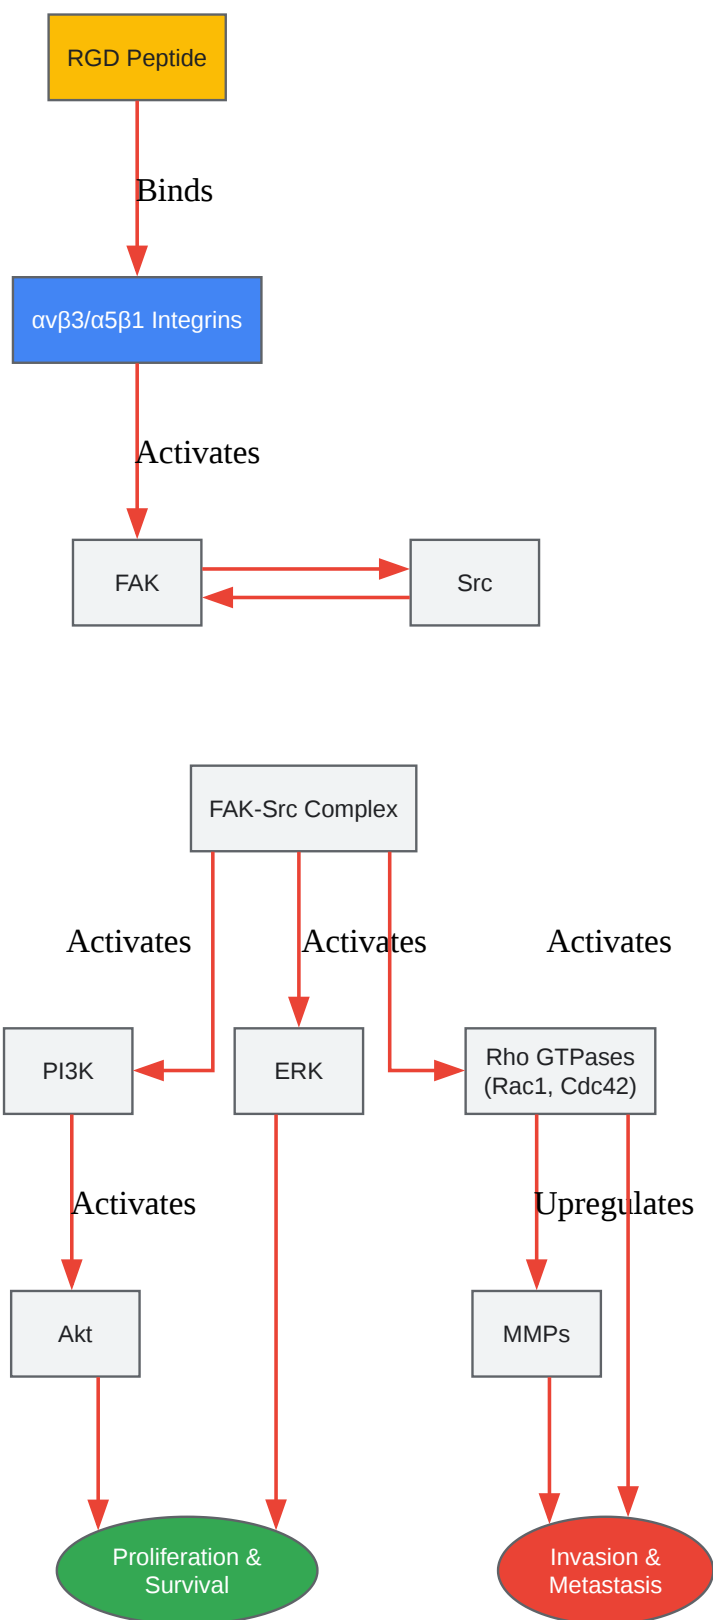 RGD Peptide
Binds
αvβ3/α5β1 Integrins
Activates
FAK
Src
FAK-Src Complex
Activates
Activates
Activates
PI3K
ERK
Rho GTPases
(Rac1, Cdc42)
Activates
Upregulates
Akt
MMPs
Proliferation &
Survival
Invasion &
Metastasis